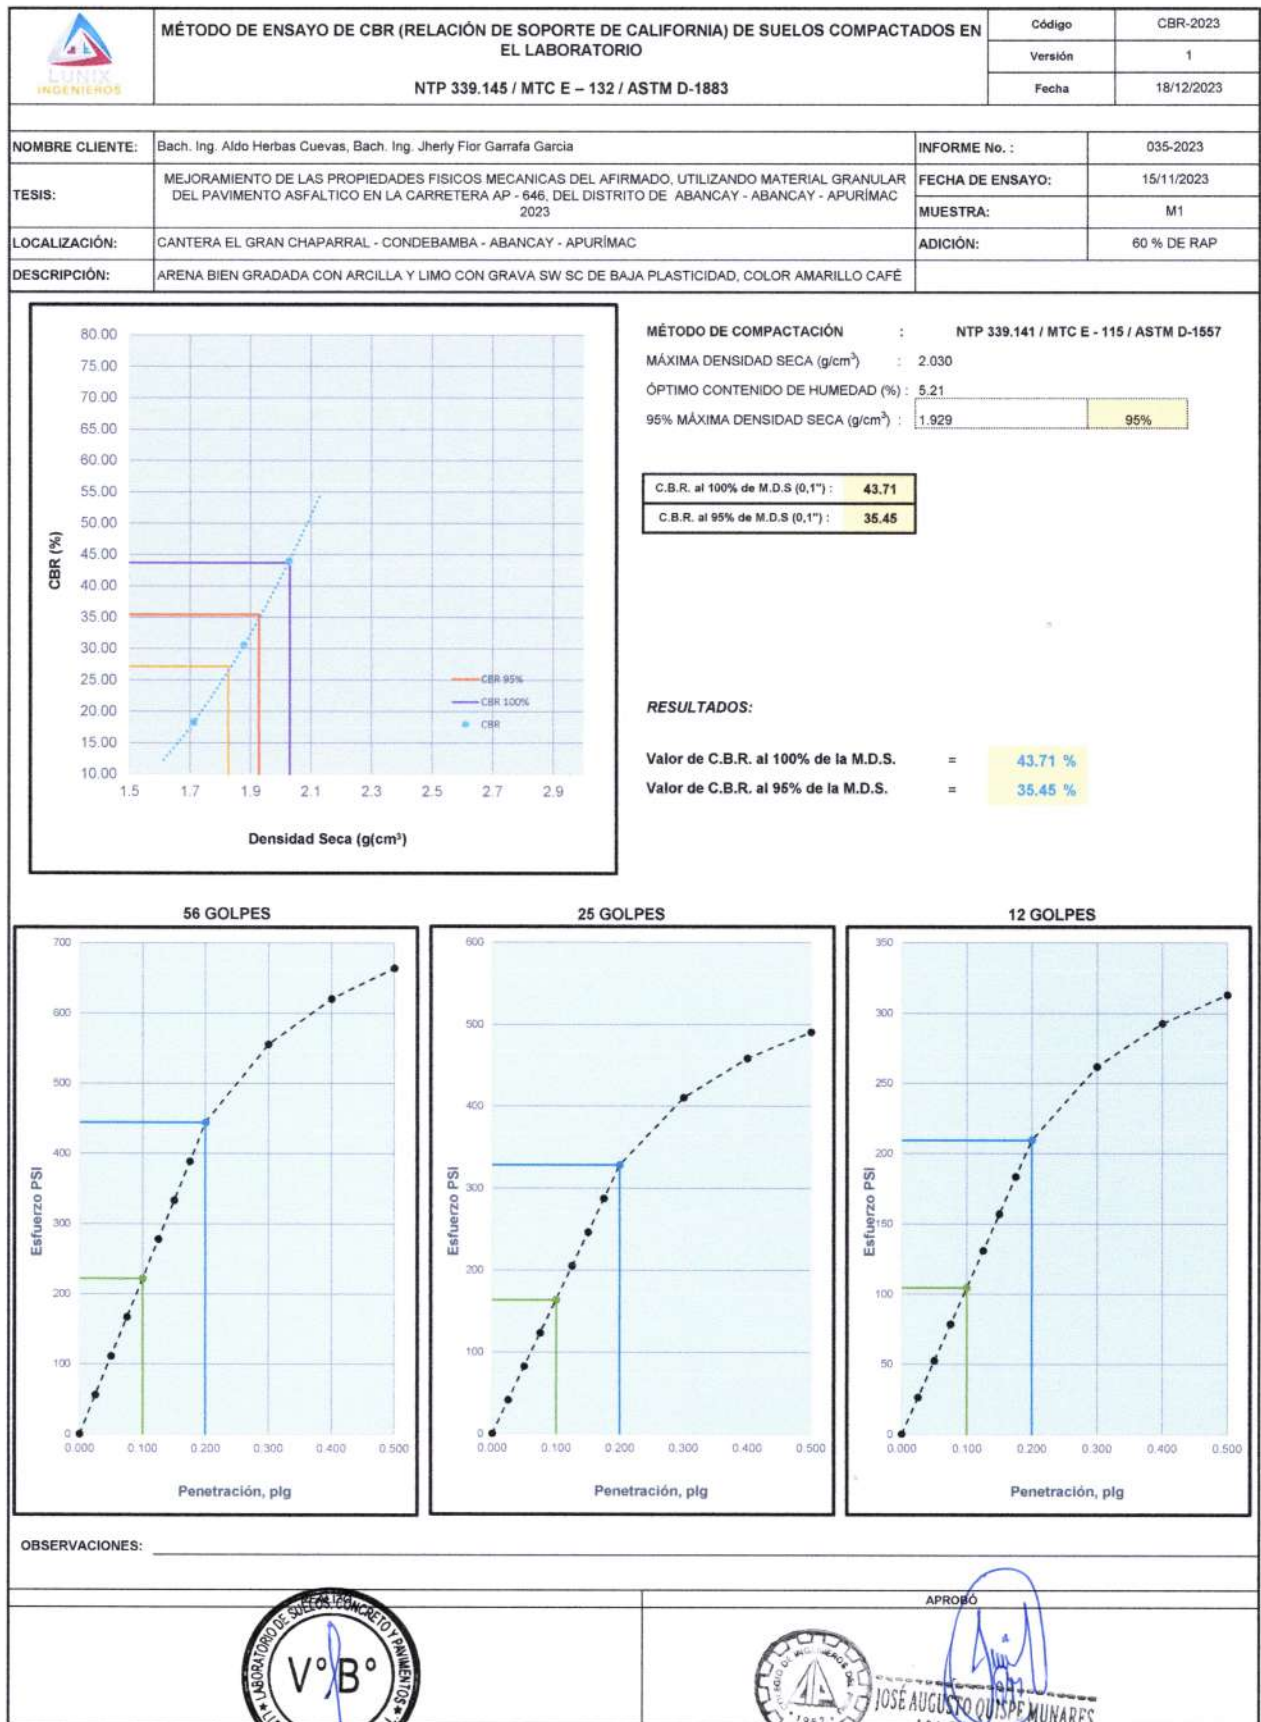 LUNIX
INGENIEROS
MÉTODO DE ENSAYO DE CBR (RELACIÓN DE SOPORTE DE CALIFORNIA) DE SUELOS COMPACTADOS EN
EL LABORATORIO
NTP 339.145 / MTC E – 132 / ASTM D-1883
Código CBR-2023
Versión 1
Fecha 18/12/2023
NOMBRE CLIENTE: Bach. Ing. Aldo Herbas Cuevas, Bach. Ing. Jherly Flor Garrafa Garcia
INFORME No. : 035-2023
TESIS: MEJORAMIENTO DE LAS PROPIEDADES FISICOS MECANICAS DEL AFIRMADO, UTILIZANDO MATERIAL GRANULAR
DEL PAVIMENTO ASFALTICO EN LA CARRETERA AP - 646, DEL DISTRITO DE ABANCAY - ABANCAY - APURÍMAC
2023
FECHA DE ENSAYO: 15/11/2023
MUESTRA: M1
LOCALIZACIÓN: CANTERA EL GRAN CHAPARRAL - CONDEBAMBA - ABANCAY - APURÍMAC
ADICIÓN: 60 % DE RAP
DESCRIPCIÓN: ARENA BIEN GRADADA CON ARCILLA Y LIMO CON GRAVA SW SC DE BAJA PLASTICIDAD, COLOR AMARILLO CAFÉ
80.00
75.00
70.00
65.00
60.00
55.00
50.00
45.00
40.00
35.00
30.00
25.00
20.00
15.00
10.00
CBR (%)
1.5 1.7 1.9 2.1 2.3 2.5 2.7 2.9
Densidad Seca (g(cm³)
CBR 95%
CBR 100%
CBR
MÉTODO DE COMPACTACIÓN : NTP 339.141 / MTC E - 115 / ASTM D-1557
MÁXIMA DENSIDAD SECA (g/cm³) : 2.030
ÓPTIMO CONTENIDO DE HUMEDAD (%) : 5.21
95% MÁXIMA DENSIDAD SECA (g/cm³) : 1.929 95%
C.B.R. al 100% de M.D.S (0,1") : 43.71
C.B.R. al 95% de M.D.S (0,1") : 35.45
RESULTADOS:
Valor de C.B.R. al 100% de la M.D.S. = 43.71 %
Valor de C.B.R. al 95% de la M.D.S. = 35.45 %
56 GOLPES
700
600
500
400
300
200
100
0
Esfuerzo PSI
0.000 0.100 0.200 0.300 0.400 0.500
Penetración, plg
25 GOLPES
600
500
400
300
200
100
0
Esfuerzo PSI
0.000 0.100 0.200 0.300 0.400 0.500
Penetración, plg
12 GOLPES
350
300
250
200
150
100
50
0
Esfuerzo PSI
0.000 0.100 0.200 0.300 0.400 0.500
Penetración, plg
OBSERVACIONES:
LABORATORIO DE SUELOS, CONCRETO Y PAVIMENTOS
V°B°
APROBÓ
1962
JOSÉ AUGUSTO QUISPE MUNARES